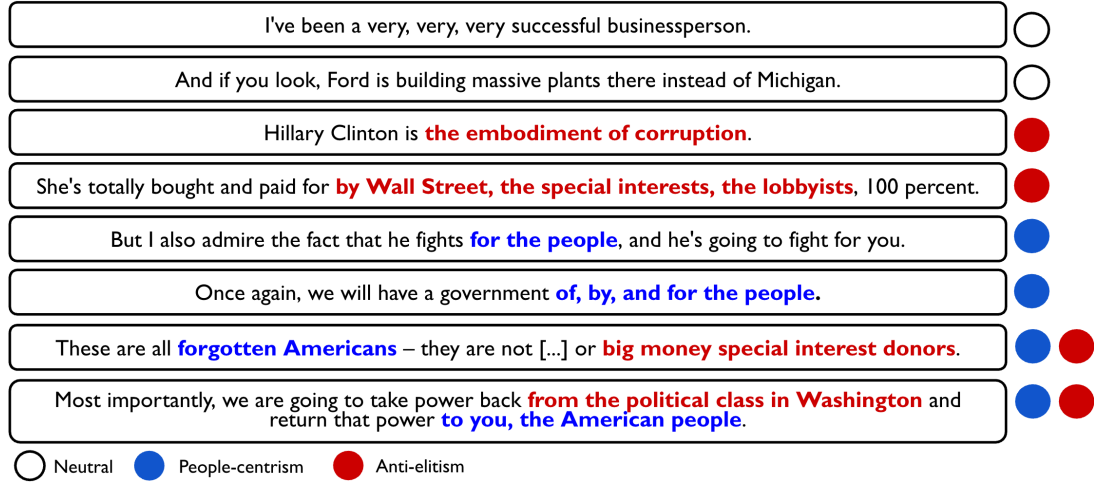 I've been a very, very, very successful businessperson.
And if you look, Ford is building massive plants there instead of Michigan.
Hillary Clinton is the embodiment of corruption.
She's totally bought and paid for by Wall Street, the special interests, the lobbyists, 100 percent.
But I also admire the fact that he fights for the people, and he's going to fight for you.
Once again, we will have a government of, by, and for the people.
These are all forgotten Americans – they are not [...] or big money special interest donors.
Most importantly, we are going to take power back from the political class in Washington and
return that power to you, the American people.
Neutral People-centrism Anti-elitism